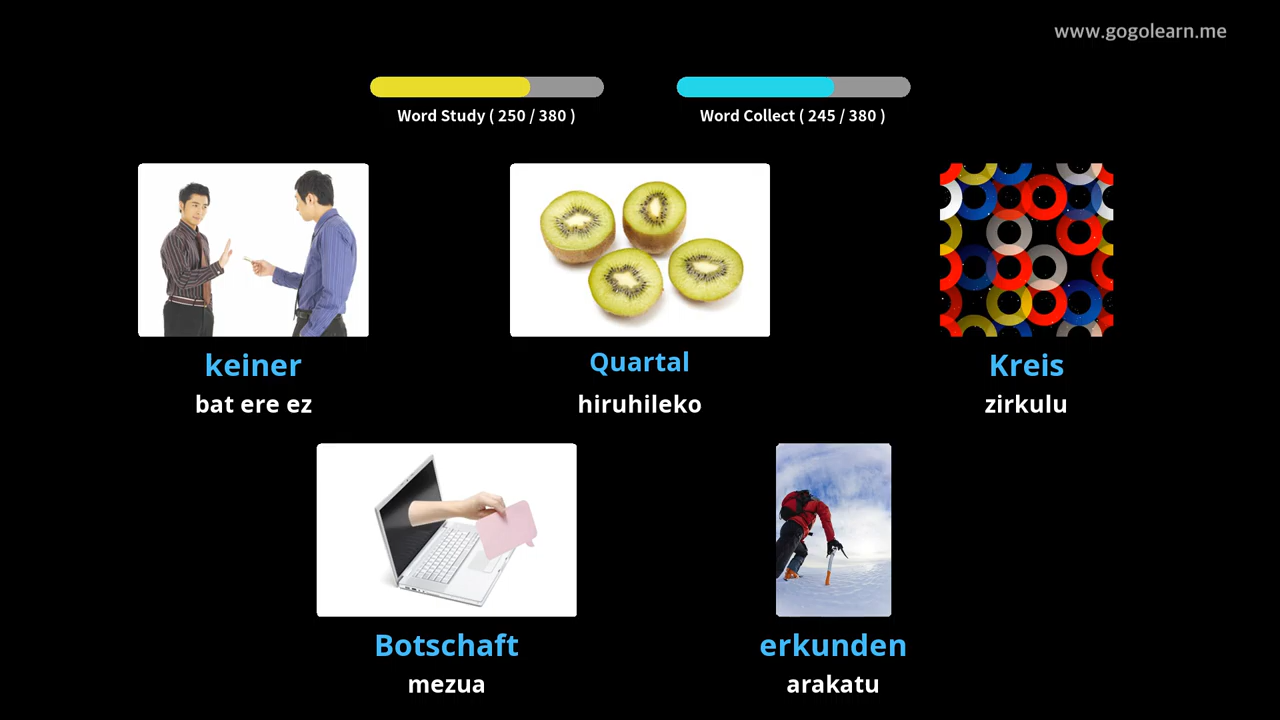 www.gogolearn.me
Word Study ( 250 / 380 )
Word Collect ( 245 / 380 )
keiner
bat ere ez
Quartal
hiruhileko
Kreis
zirkulu
Botschaft
mezua
erkunden
arakatu